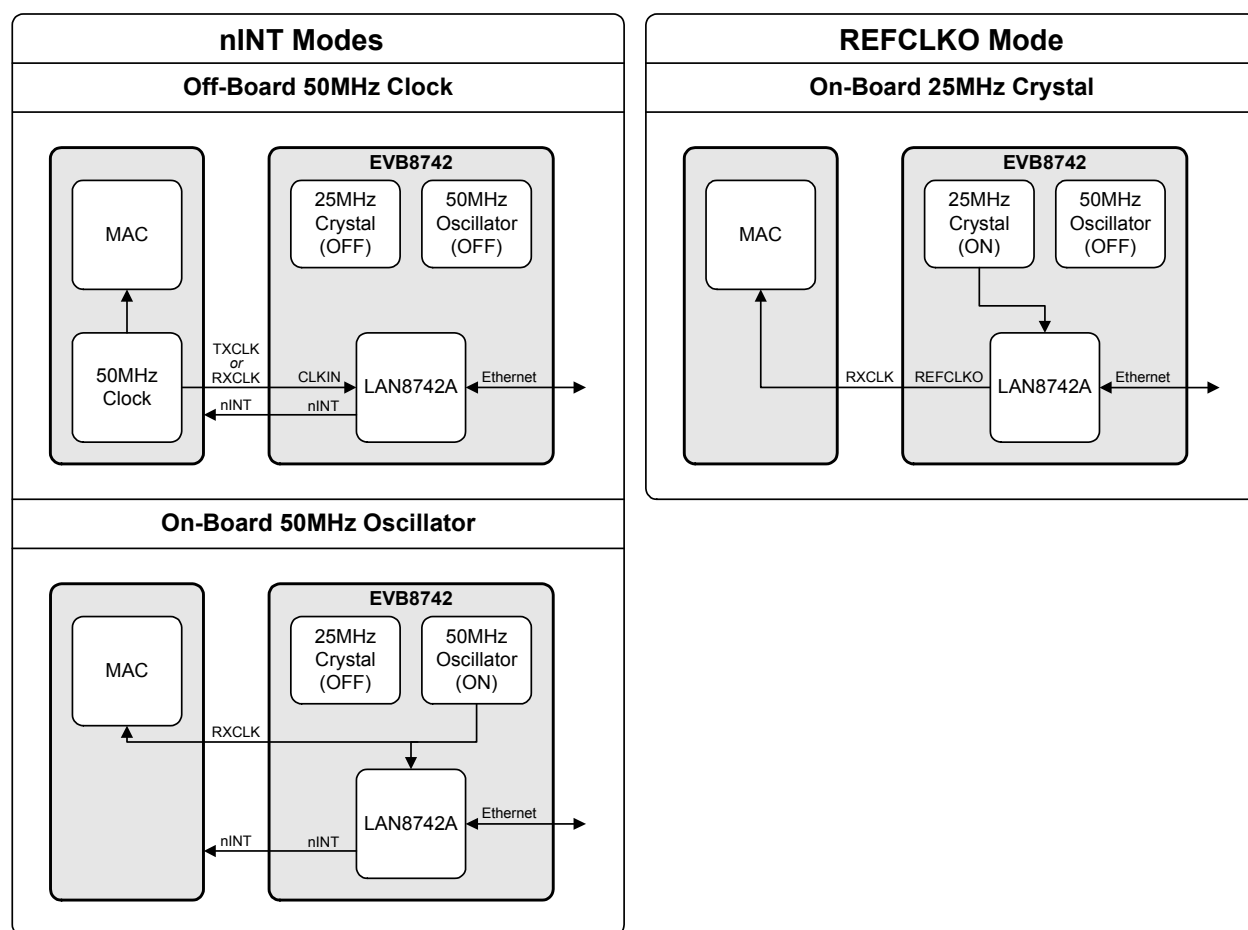 nINT Modes
Off-Board 50MHz Clock
EVB8742
MAC
25MHz
Crystal
(OFF)
50MHz
Oscillator
(OFF)
50MHz
Clock
TXCLK
or
RXCLK
CLKIN
nINT
nINT
LAN8742A
Ethernet
On-Board 50MHz Oscillator
EVB8742
MAC
25MHz
Crystal
(OFF)
50MHz
Oscillator
(ON)
RXCLK
LAN8742A
Ethernet
nINT
nINT
REFCLKO Mode
On-Board 25MHz Crystal
EVB8742
MAC
25MHz
Crystal
(ON)
50MHz
Oscillator
(OFF)
RXCLK
REFCLKO
LAN8742A
Ethernet